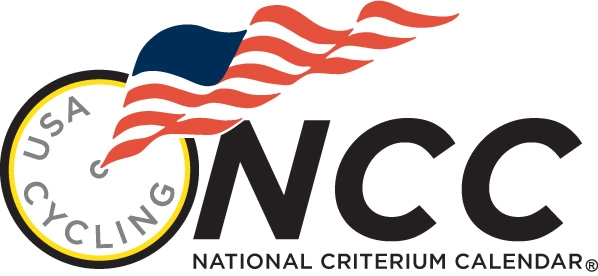 USA
CYCLING
NCC
NATIONAL CRITERIUM CALENDAR®